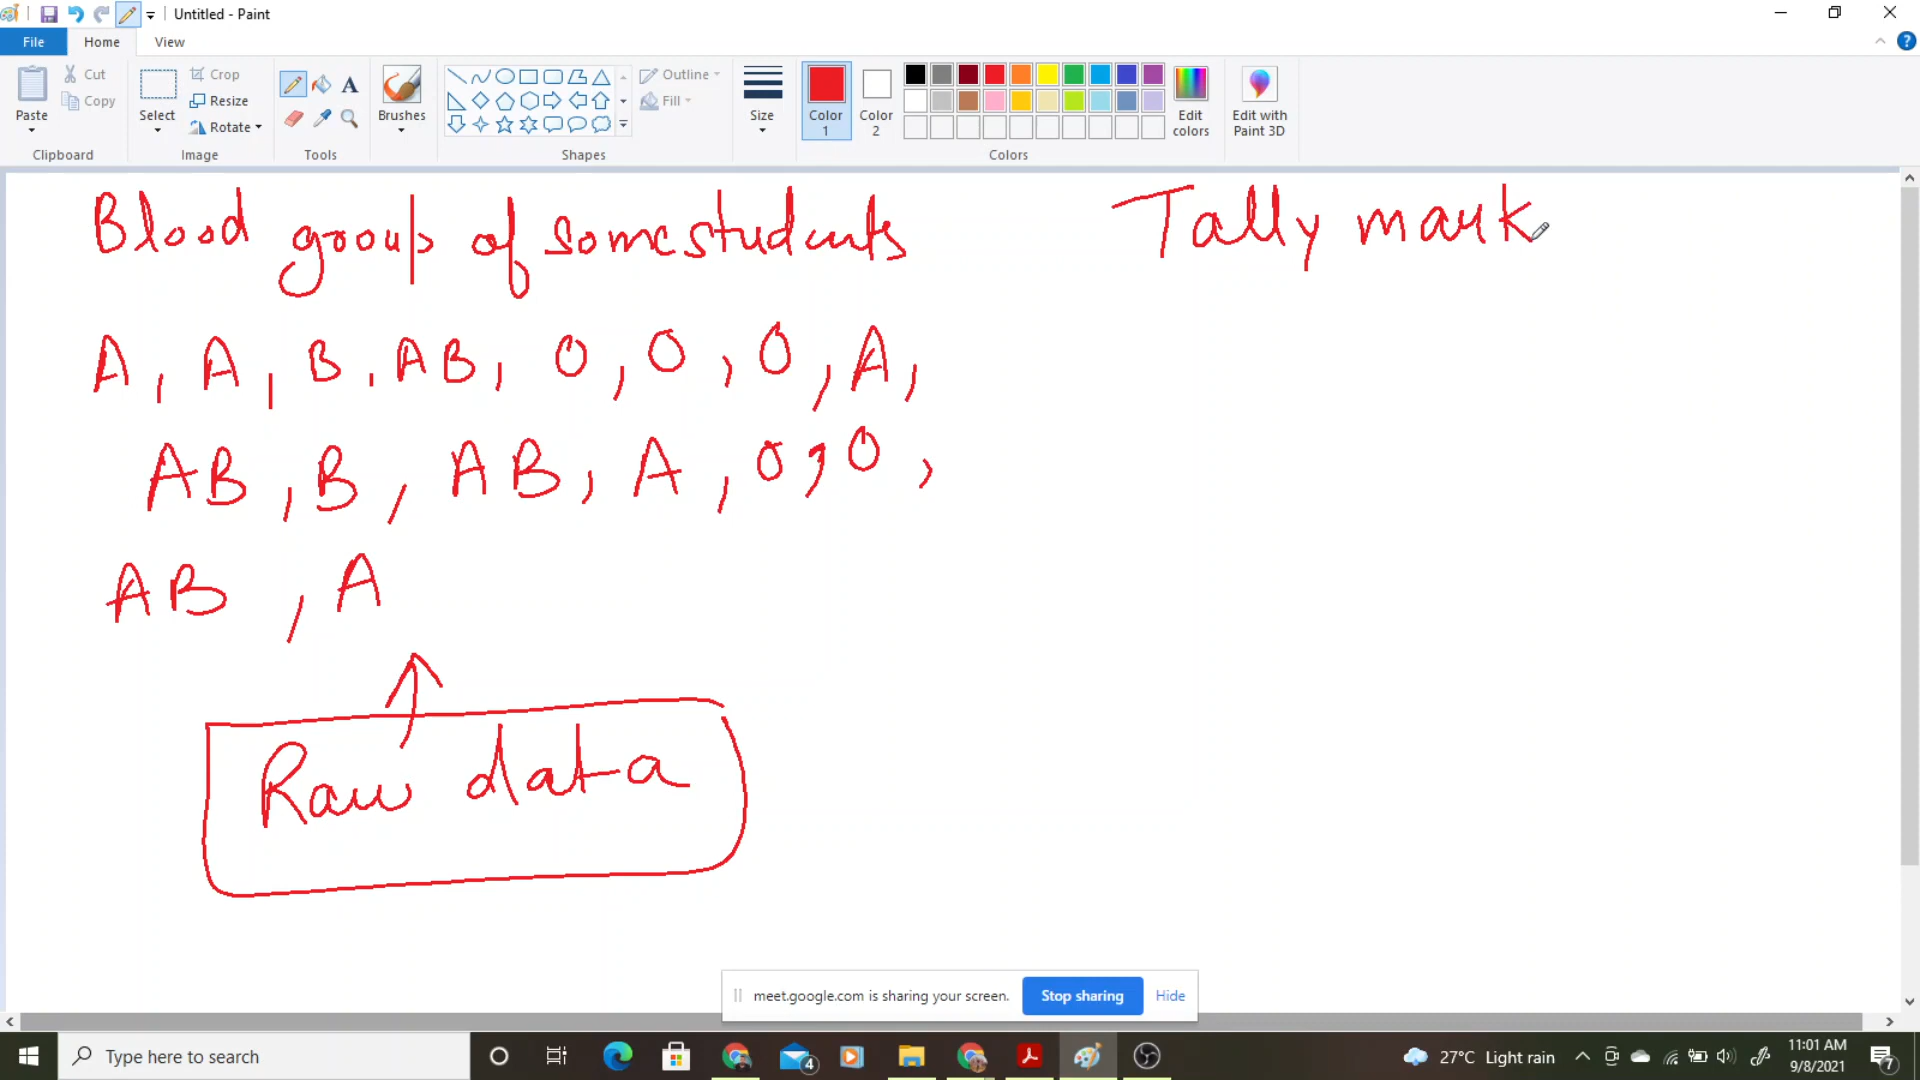 Untitled - Paint
File Home View
Cut
Copy
Paste
Clipboard
Select
Crop
Resize
Rotate
Image
Tools
Brushes
Shapes
Outline
Fill
Size
Color 1
Color 2
Colors
Edit colors
Edit with Paint 3D
Blood group of some students
Tally mark
A, A, B, AB, O, O, O, A,
AB, B, AB, A, O, O,
AB, A
Raw data
meet.google.com is sharing your screen. Stop sharing Hide
Type here to search
4
27°C Light rain
11:01 AM
9/8/2021
7